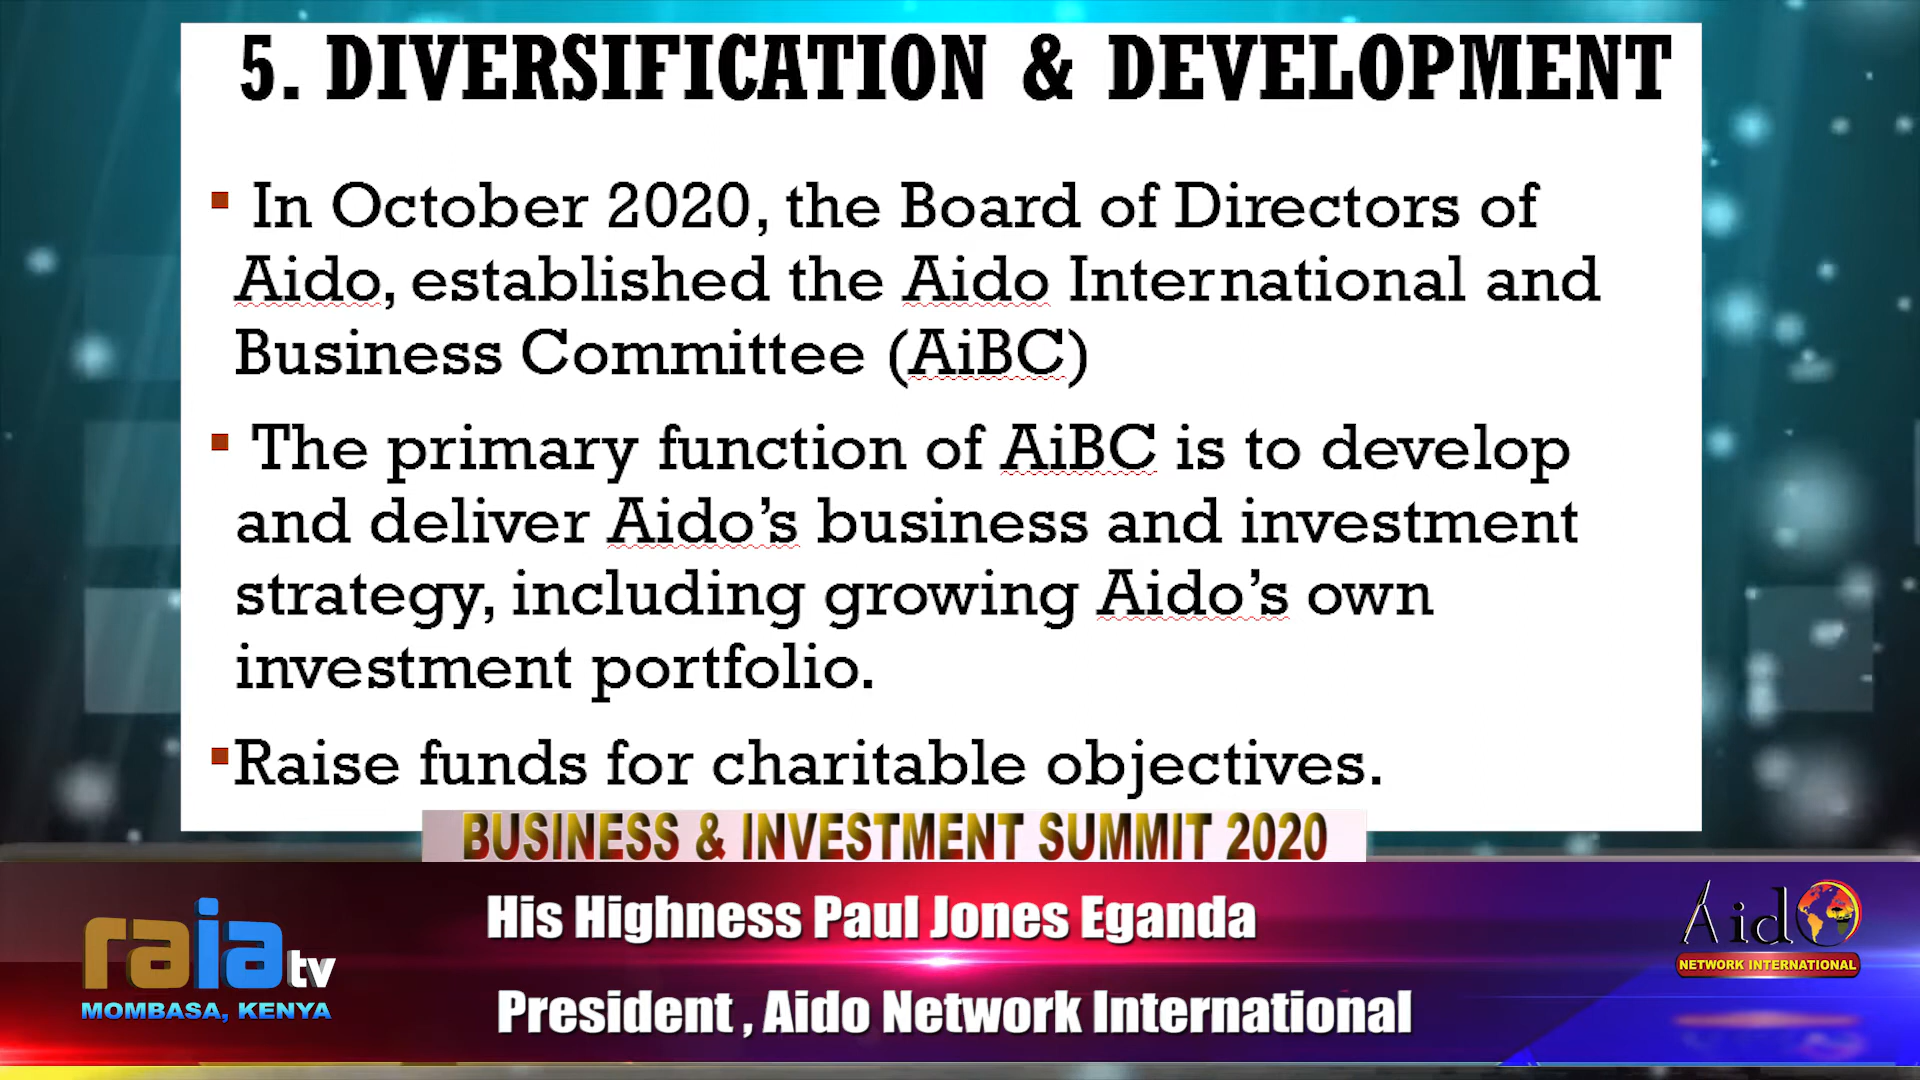 5. DIVERSIFICATION & DEVELOPMENT
▪ In October 2020, the Board of Directors of
Aido, established the Aido International and
Business Committee (AiBC)
▪ The primary function of AiBC is to develop
and deliver Aido’s business and investment
strategy, including growing Aido’s own
investment portfolio.
▪Raise funds for charitable objectives.
BUSINESS & INVESTMENT SUMMIT 2020
His Highness Paul Jones Eganda
President , Aido Network International
raia tv
MOMBASA, KENYA
Aido
NETWORK INTERNATIONAL